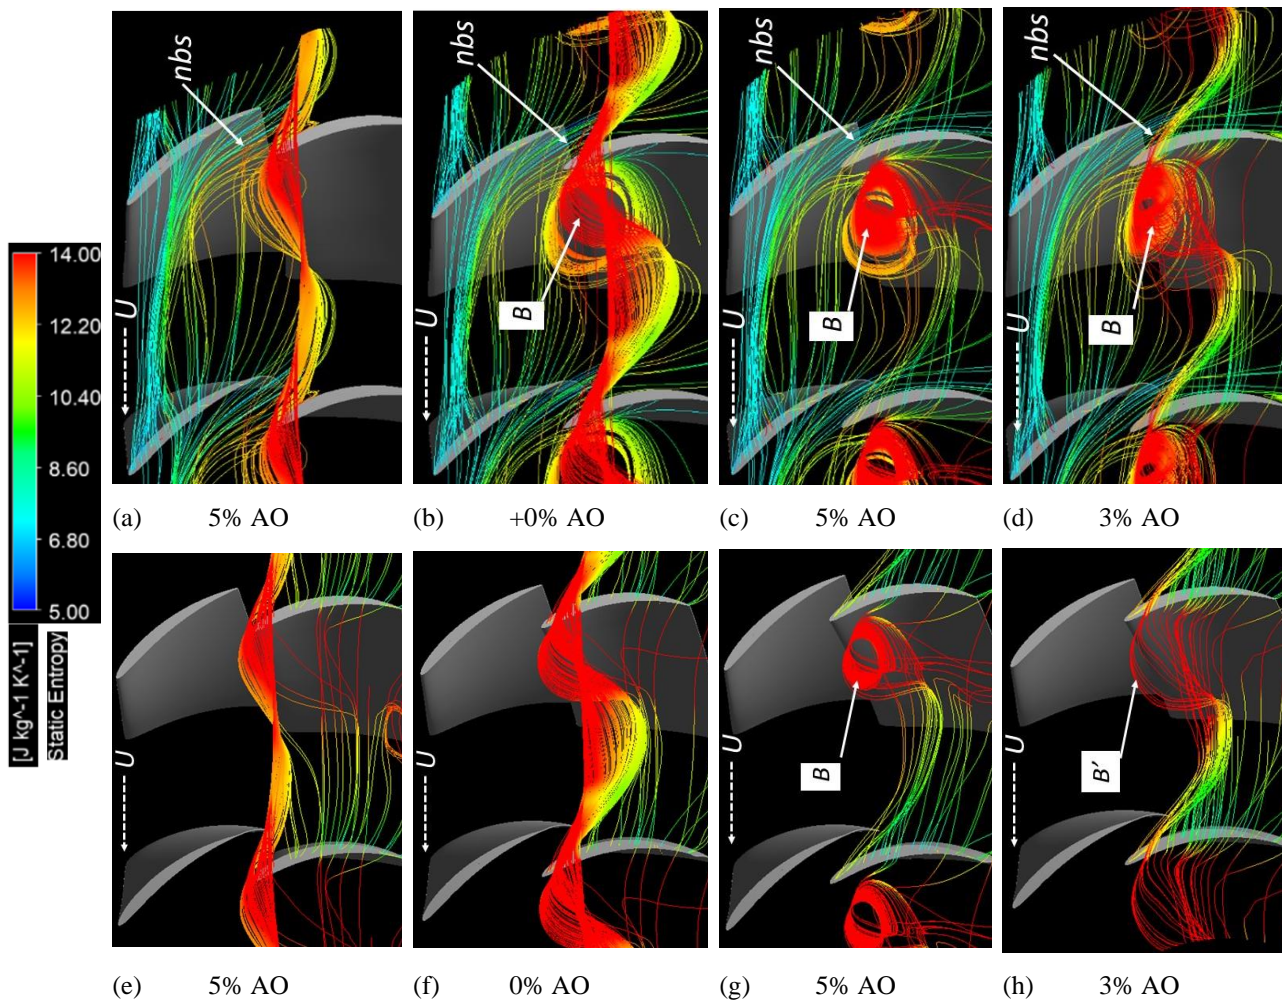 nbs
nbs
nbs
nbs
U
U
U
U
B
B
B
(a) 5% AO
(b) +0% AO
(c) 5% AO
(d) 3% AO
14.00
12.20
10.40
8.60
6.80
5.00
[J kg^-1 K^-1]
Static Entropy
U
U
U
U
B
B′
(e) 5% AO
(f) 0% AO
(g) 5% AO
(h) 3% AO